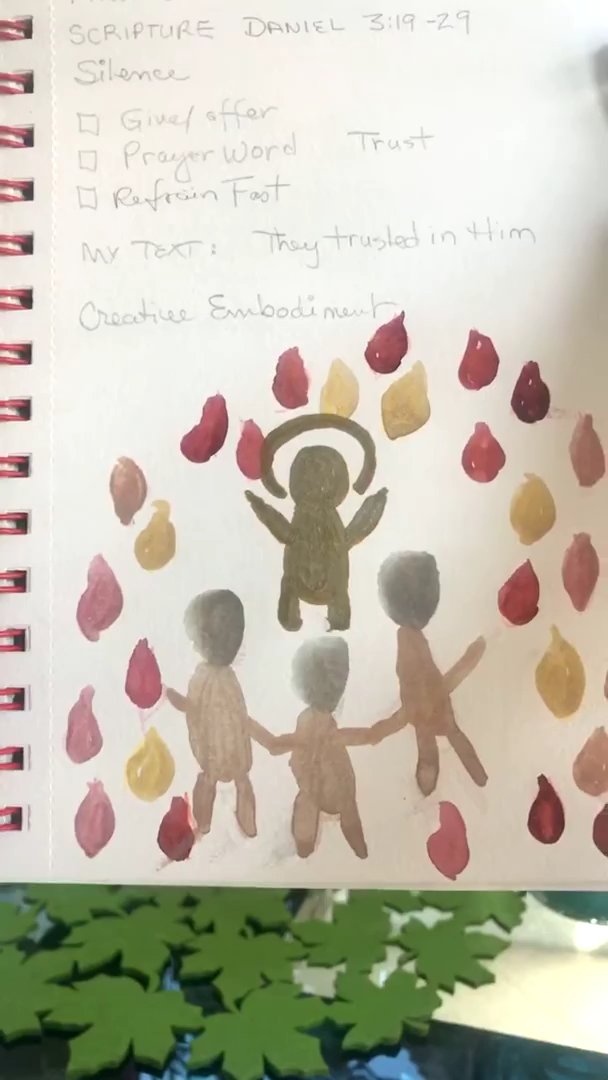 SCRIPTURE DANIEL 3:19-29
Silence
Give/offer
Prayer Word Trust
Refrain Fast
MY TEXT: They trusted in Him
Creative Embodiment